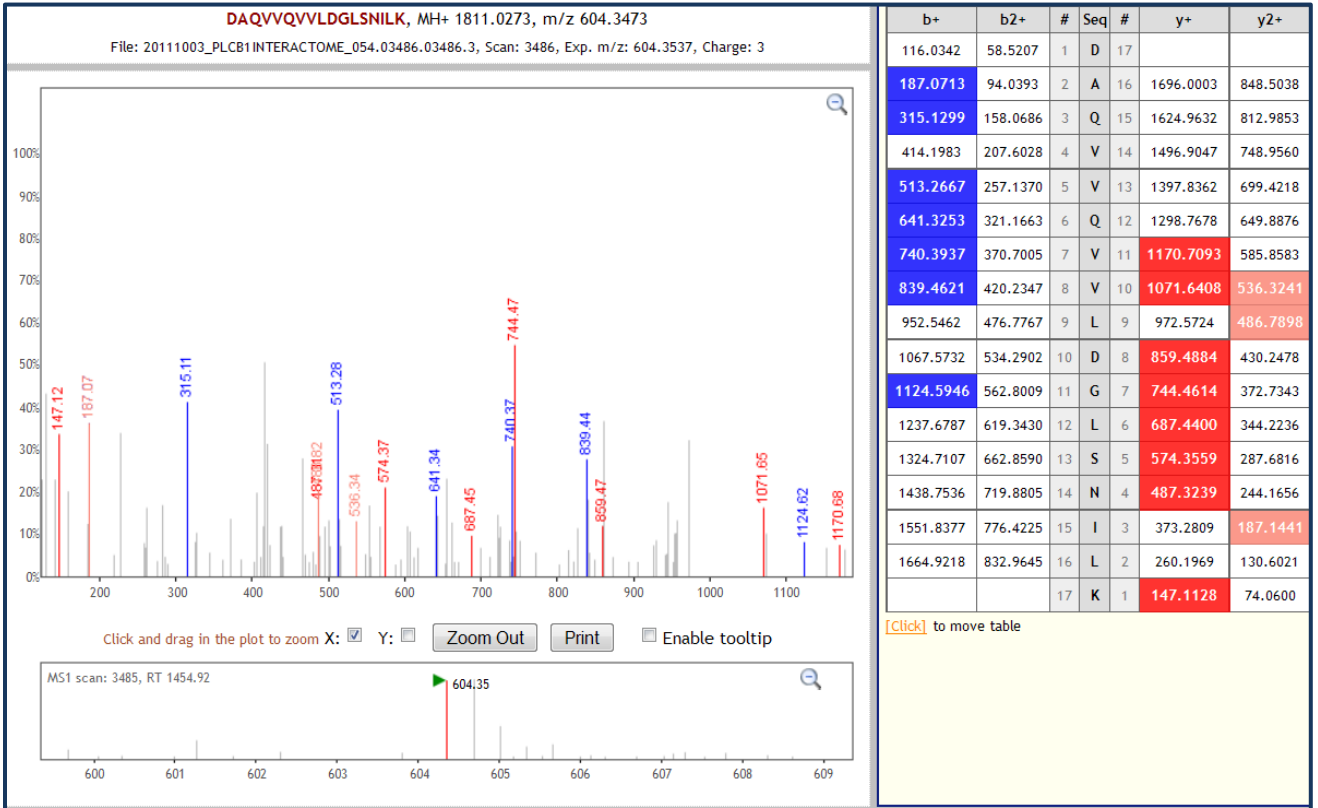 DAQVVQVVLDGLSNILK, MH+ 1811.0273, m/z 604.3473
File: 20111003_PLCB1INTERACTOME_054.03486.03486.3, Scan: 3486, Exp. m/z: 604.3537, Charge: 3
100%
90%
80%
70%
60%
50%
40%
30%
20%
10%
0%
147.12
187.07
315.11
536.34
513.28
574.37
641.34
687.45
740.37
744.47
839.44
859.47
1071.65
1124.62
1170.68
200 300 400 500 600 700 800 900 1000 1100
Click and drag in the plot to zoom X: Y: Zoom Out Print Enable tooltip
MS1 scan: 3485, RT 1454.92
604.35
600 601 602 603 604 605 606 607 608 609
b+ b2+ # Seq # y+ y2+
116.0342 58.5207 1 D 17
187.0713 94.0393 2 A 16 1696.0003 848.5038
315.1299 158.0686 3 Q 15 1624.9632 812.9853
414.1983 207.6028 4 V 14 1496.9047 748.9560
513.2667 257.1370 5 V 13 1397.8362 699.4218
641.3253 321.1663 6 Q 12 1298.7678 649.8876
740.3937 370.7005 7 V 11 1170.7093 585.8583
839.4621 420.2347 8 V 10 1071.6408 536.3241
952.5462 476.7767 9 L 9 972.5724 486.7898
1067.5732 534.2902 10 D 8 859.4884 430.2478
1124.5946 562.8009 11 G 7 744.4614 372.7343
1237.6787 619.3430 12 L 6 687.4400 344.2236
1324.7107 662.8590 13 S 5 574.3559 287.6816
1438.7536 719.8805 14 N 4 487.3239 244.1656
1551.8377 776.4225 15 I 3 373.2809 187.1441
1664.9218 832.9645 16 L 2 260.1969 130.6021
17 K 1 147.1128 74.0600
[Click] to move table